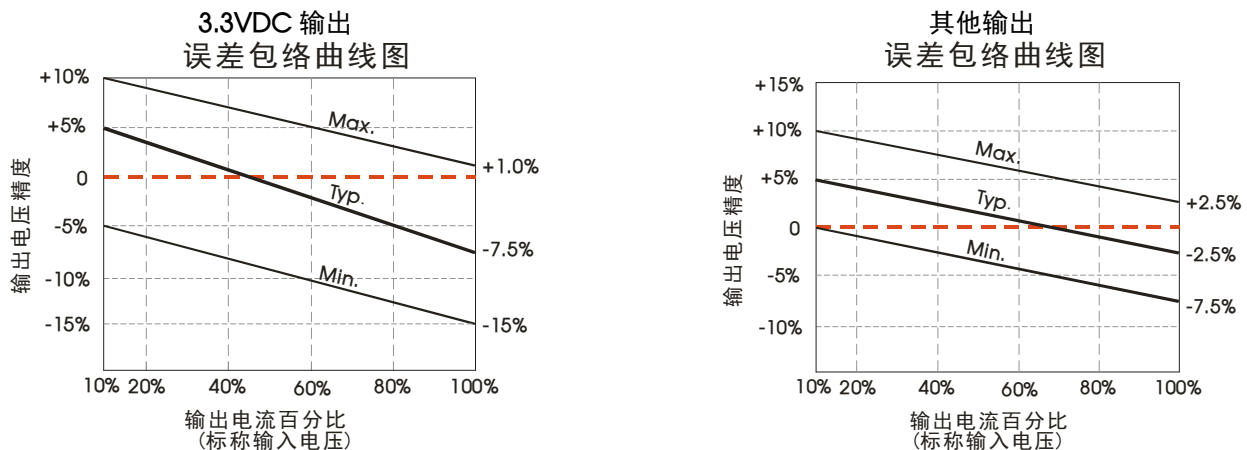 3.3VDC 输出
误差包络曲线图
+10%
+5%
0
-5%
-10%
-15%
输出电压精度
Max.
Typ.
Min.
+1.0%
-7.5%
-15%
10% 20% 40% 60% 80% 100%
输出电流百分比
(标称输入电压)
其他输出
误差包络曲线图
+15%
+10%
+5%
0
-5%
-10%
输出电压精度
Max.
Typ.
Min.
+2.5%
-2.5%
-7.5%
10% 20% 40% 60% 80% 100%
输出电流百分比
(标称输入电压)